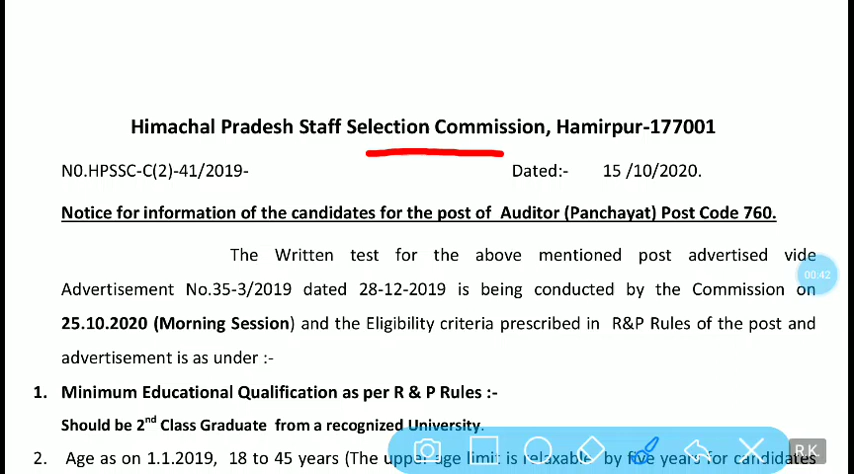 Himachal Pradesh Staff Selection Commission, Hamirpur-177001
N0.HPSSC-C(2)-41/2019- Dated:- 15 /10/2020.
Notice for information of the candidates for the post of Auditor (Panchayat) Post Code 760.
The Written test for the above mentioned post advertised vide
00:42
Advertisement No.35-3/2019 dated 28-12-2019 is being conducted by the Commission on
25.10.2020 (Morning Session) and the Eligibility criteria prescribed in R&P Rules of the post and
advertisement is as under :-
1. Minimum Educational Qualification as per R & P Rules :-
Should be 2nd Class Graduate from a recognized University.
2. Age as on 1.1.2019, 18 to 45 years (The upper age limit is relaxable by five years for candidates
RK